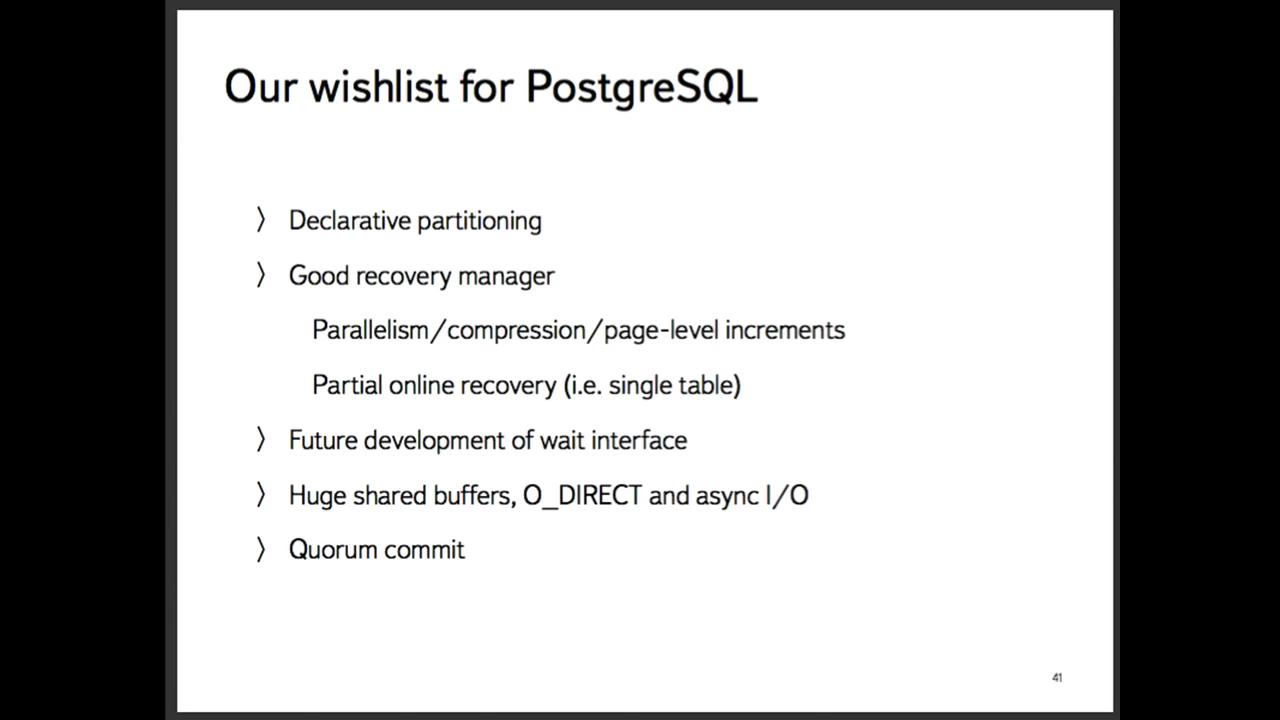 Our wishlist for PostgreSQL
〉 Declarative partitioning
〉 Good recovery manager
Parallelism/compression/page-level increments
Partial online recovery (i.e. single table)
〉 Future development of wait interface
〉 Huge shared buffers, O_DIRECT and async I/O
〉 Quorum commit
41